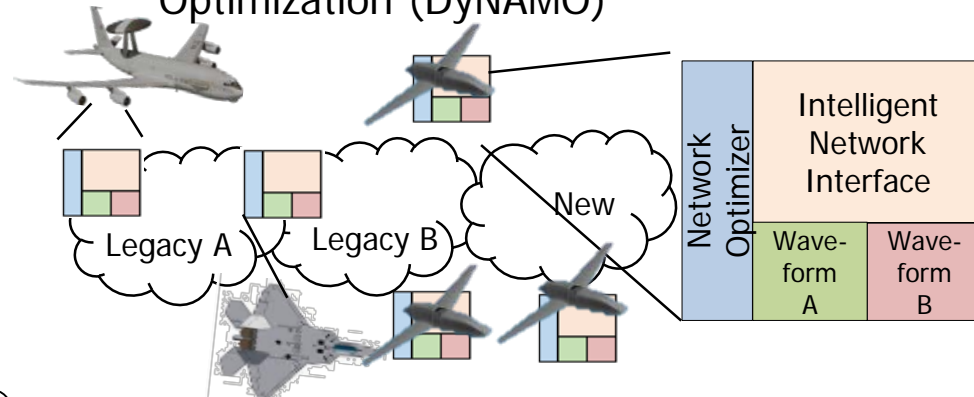 Optimization (DyNAMO)
Legacy A
Legacy B
New
Network
Optimizer
Intelligent
Network
Interface
Wave-
form
A
Wave-
form
B